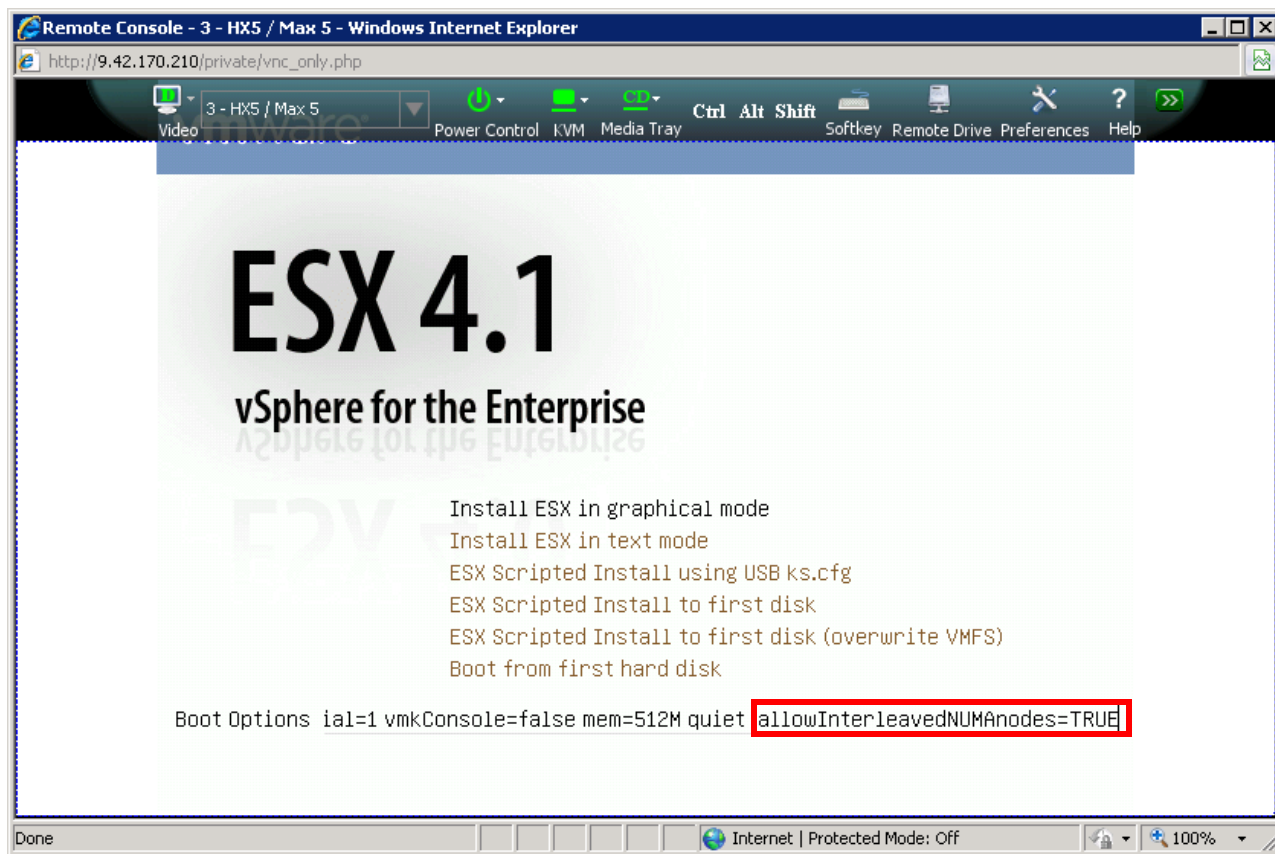 Remote Console - 3 - HX5 / Max 5 - Windows Internet Explorer
http://9.42.170.210/private/vnc_only.php
3 - HX5 / Max 5
vmware
Video Power Control KVM CD Media Tray Ctrl Alt Shift Softkey Remote Drive Preferences ? Help
ESX 4.1
vSphere for the Enterprise
Install ESX in graphical mode
Install ESX in text mode
ESX Scripted Install using USB ks.cfg
ESX Scripted Install to first disk
ESX Scripted Install to first disk (overwrite VMFS)
Boot from first hard disk
Boot Options ial=1 vmkConsole=false mem=512M quiet allowInterleavedNUMAnodes=TRUE
Done Internet | Protected Mode: Off 100%